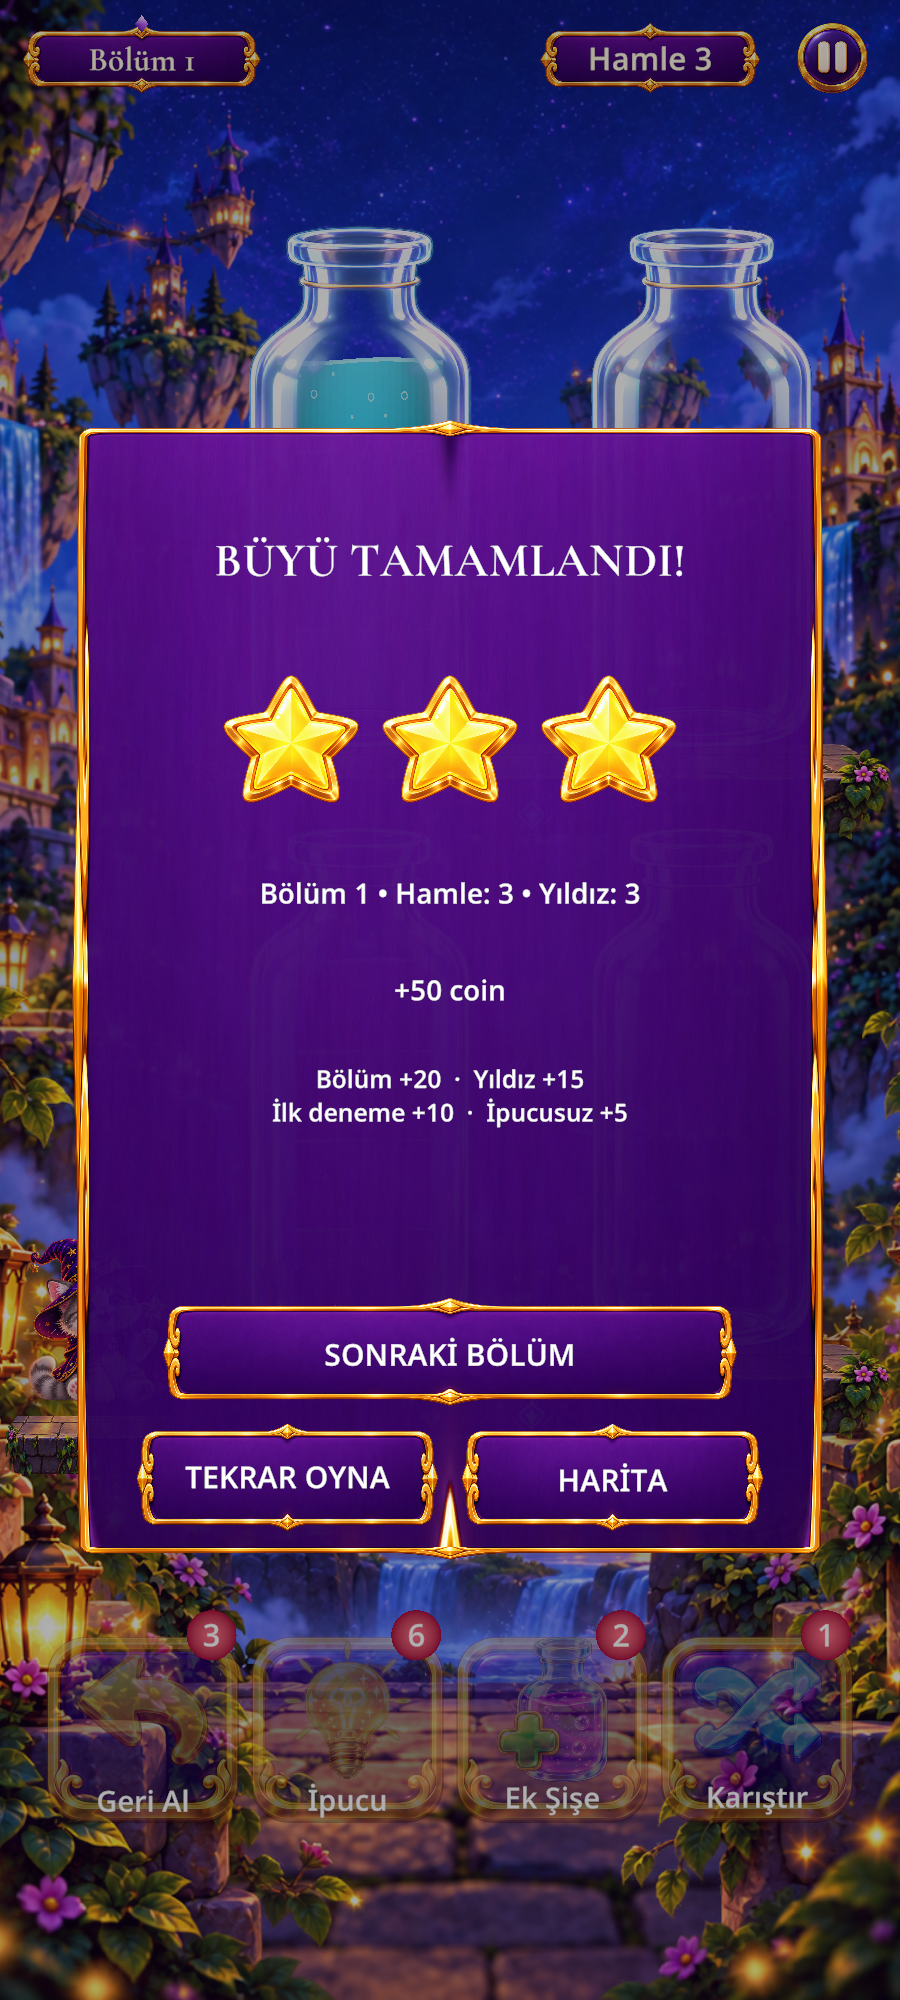 Bölüm 1
Hamle 3
BÜYÜ TAMAMLANDI!
Bölüm 1 • Hamle: 3 • Yıldız: 3
+50 coin
Bölüm +20 · Yıldız +15
İlk deneme +10 · İpucusuz +5
SONRAKİ BÖLÜM
TEKRAR OYNA
HARİTA
3
6
2
1
Geri Al
İpucu
Ek Şişe
Karıştır